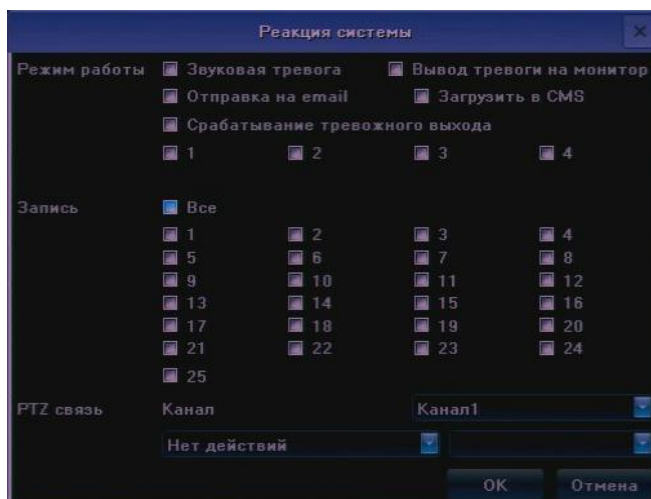 Реакция системы
Режим работы Звуковая тревога Вывод тревоги на монитор
Отправка на email Загрузить в CMS
Срабатывание тревожного выхода
1 2 3 4
Запись Все
1 2 3 4
5 6 7 8
9 10 11 12
13 14 15 16
17 18 19 20
21 22 23 24
25
PTZ связь Канал Канал1
Нет действий
OK Отмена